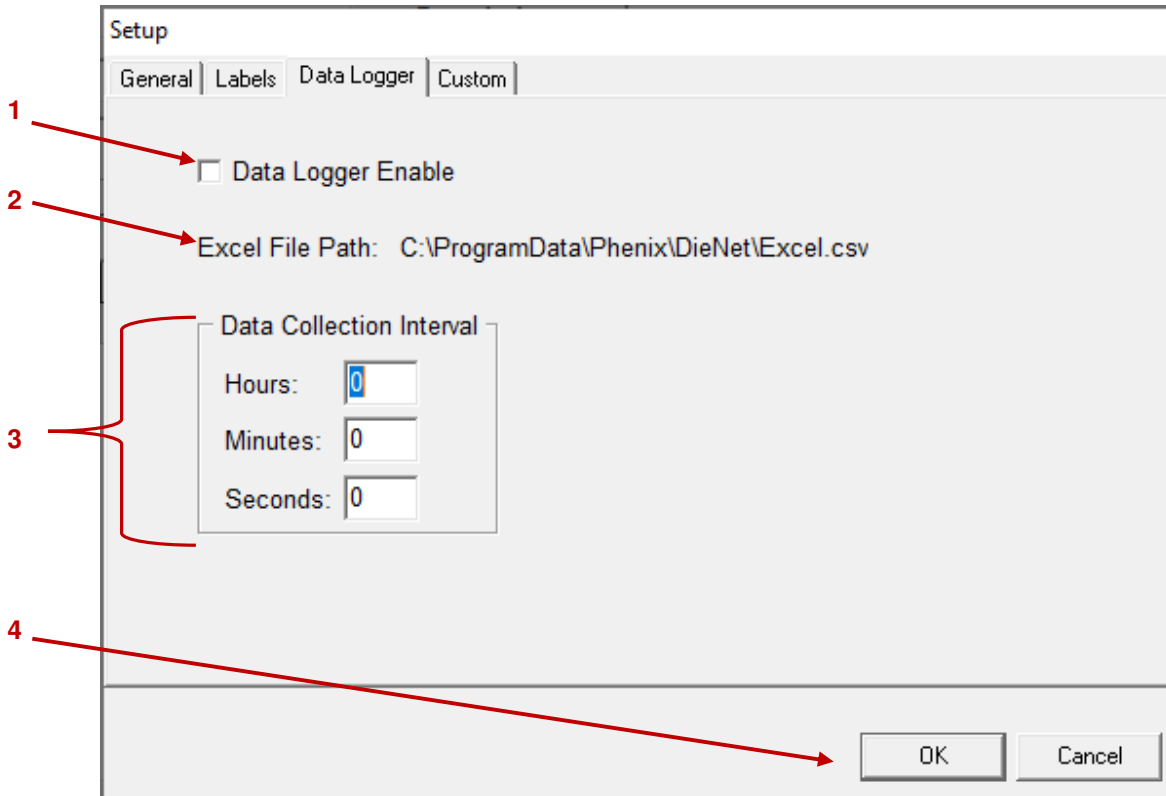 Setup
General Labels Data Logger Custom
1
Data Logger Enable
2
Excel File Path: C:\ProgramData\Phenix\DieNet\Excel.csv
Data Collection Interval
Hours: 0
3
Minutes: 0
Seconds: 0
4
OK Cancel